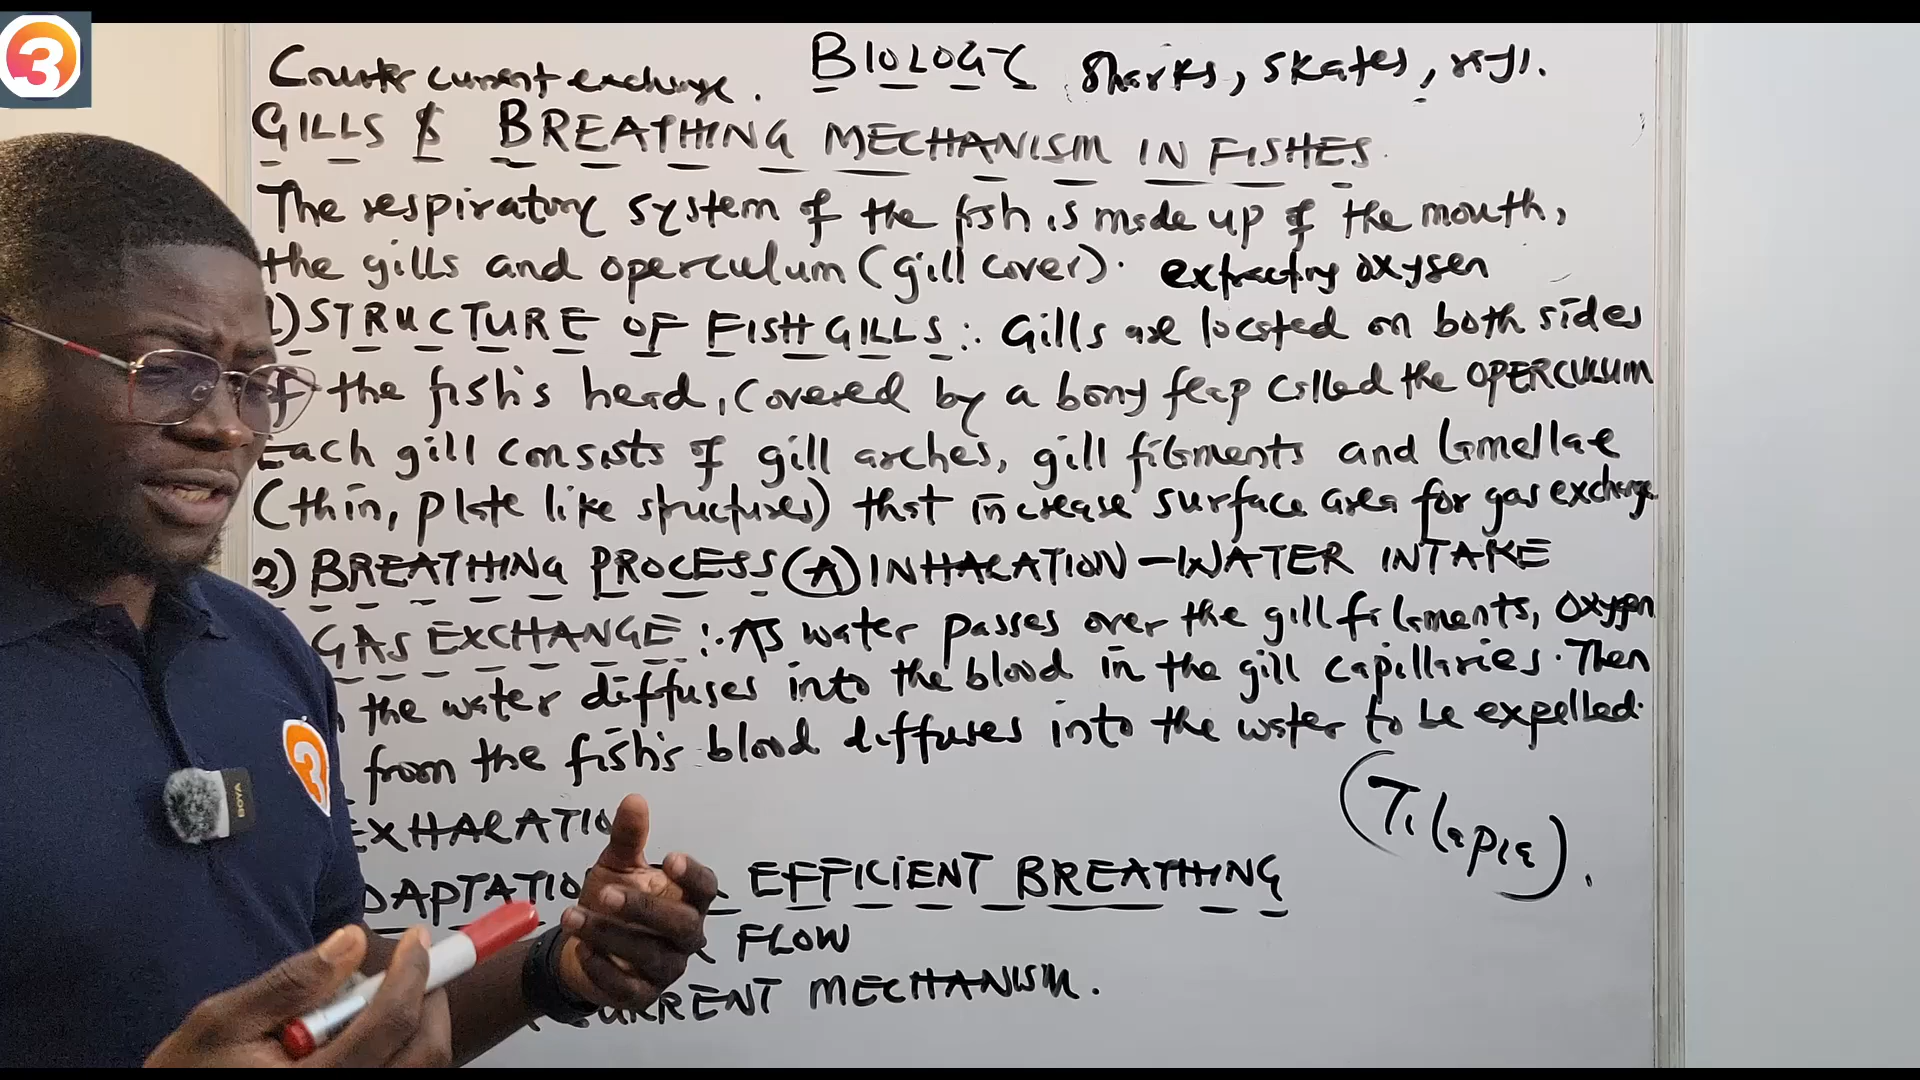 3
Counter current exchange. BIOLOGY Sharks, skates, rays.
GILLS & BREATHING MECHANISM IN FISHES.
The respiratory system of the fish is made up of the mouth,
the gills and operculum (gill cover). extracting oxygen
1) STRUCTURE OF FISH GILLS:. Gills are located on both sides
of the fish's head, covered by a bony flap called the OPERCULUM
Each gill consists of gill arches, gill filaments and lamellae
(thin, plate like structures) that increase surface area for gas exchange
2) BREATHING PROCESS (A) INHALATION - WATER INTAKE
GAS EXCHANGE:. As water passes over the gill filaments, oxygen
the water diffuses into the blood in the gill capillaries. Then
from the fish's blood diffuses into the water to be expelled.
EXHALATIO
(Tilapia).
DAPTATIO EFFICIENT BREATHING
FLOW
CURRENT MECHANISM.
3
BOYA